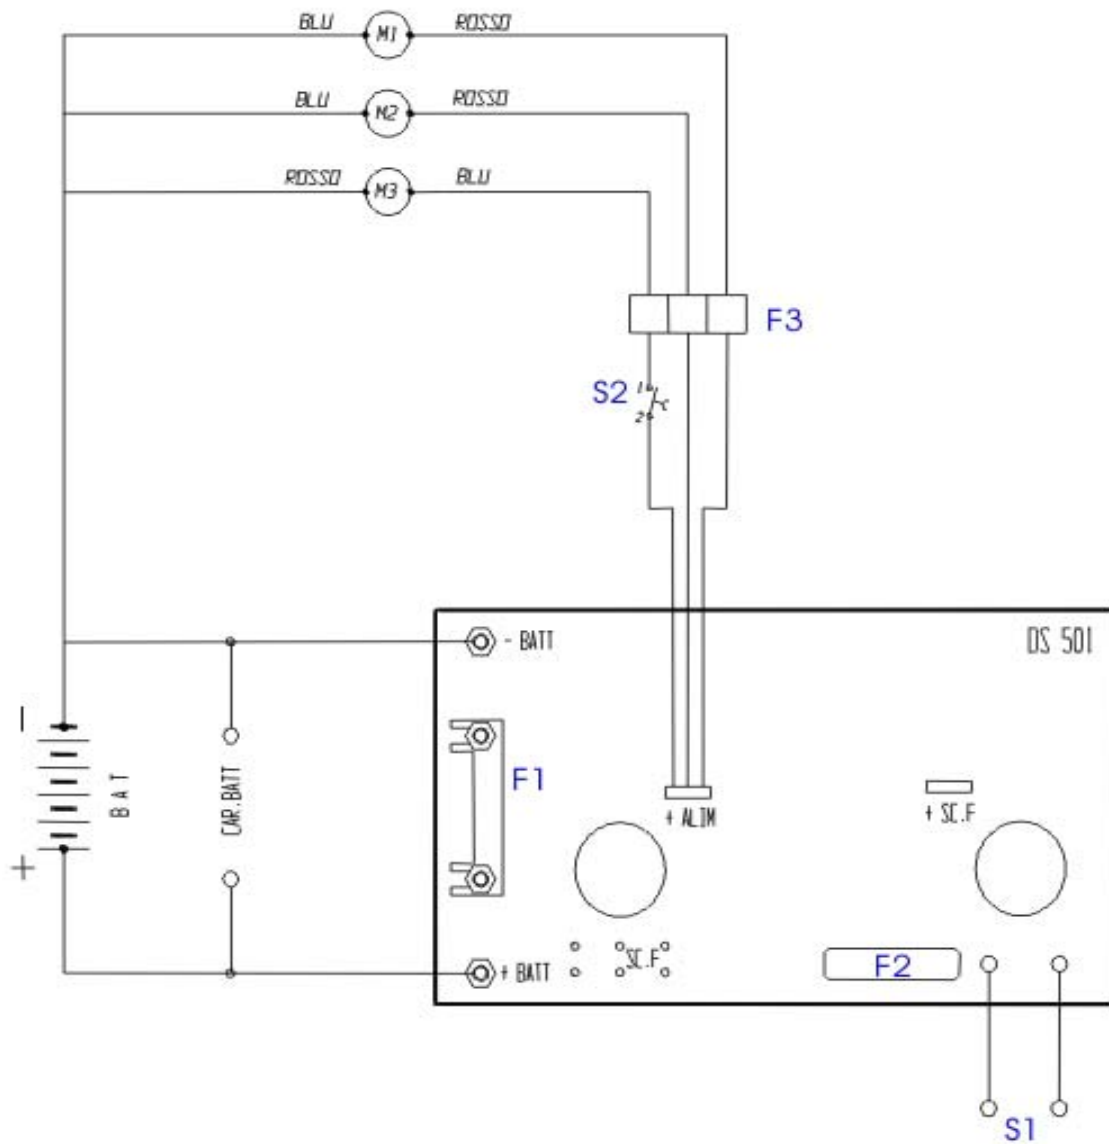 BLU M1 ROSSO
BLU M2 ROSSO
ROSSO M3 BLU
F3
S2 1
2
- BATT
DS 501
-
BAT
CAR.BATT
F1
+ ALIM
+ SC.F
+
+ BATT
SC.F
F2
S1